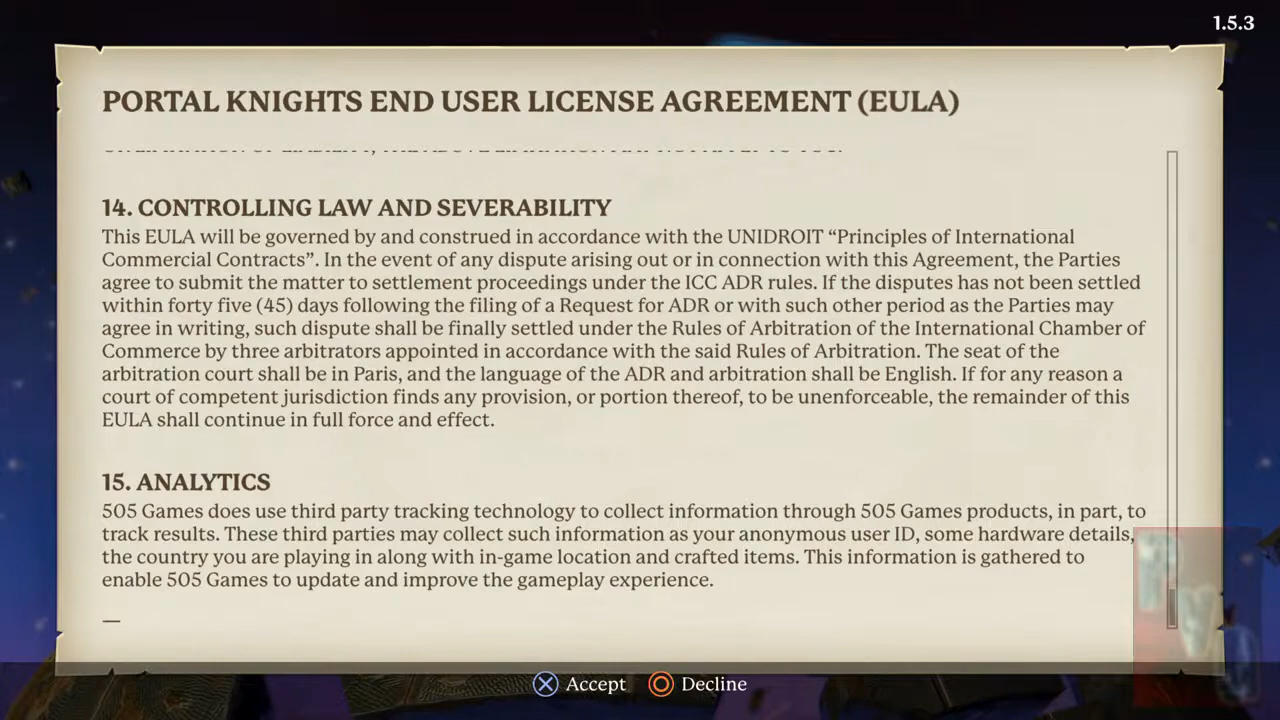 1.5.3
PORTAL KNIGHTS END USER LICENSE AGREEMENT (EULA)
14. CONTROLLING LAW AND SEVERABILITY
This EULA will be governed by and construed in accordance with the UNIDROIT “Principles of International
Commercial Contracts”. In the event of any dispute arising out or in connection with this Agreement, the Parties
agree to submit the matter to settlement proceedings under the ICC ADR rules. If the disputes has not been settled
within forty five (45) days following the filing of a Request for ADR or with such other period as the Parties may
agree in writing, such dispute shall be finally settled under the Rules of Arbitration of the International Chamber of
Commerce by three arbitrators appointed in accordance with the said Rules of Arbitration. The seat of the
arbitration court shall be in Paris, and the language of the ADR and arbitration shall be English. If for any reason a
court of competent jurisdiction finds any provision, or portion thereof, to be unenforceable, the remainder of this
EULA shall continue in full force and effect.
15. ANALYTICS
505 Games does use third party tracking technology to collect information through 505 Games products, in part, to
track results. These third parties may collect such information as your anonymous user ID, some hardware details,
the country you are playing in along with in-game location and crafted items. This information is gathered to
enable 505 Games to update and improve the gameplay experience.
—
Accept Decline